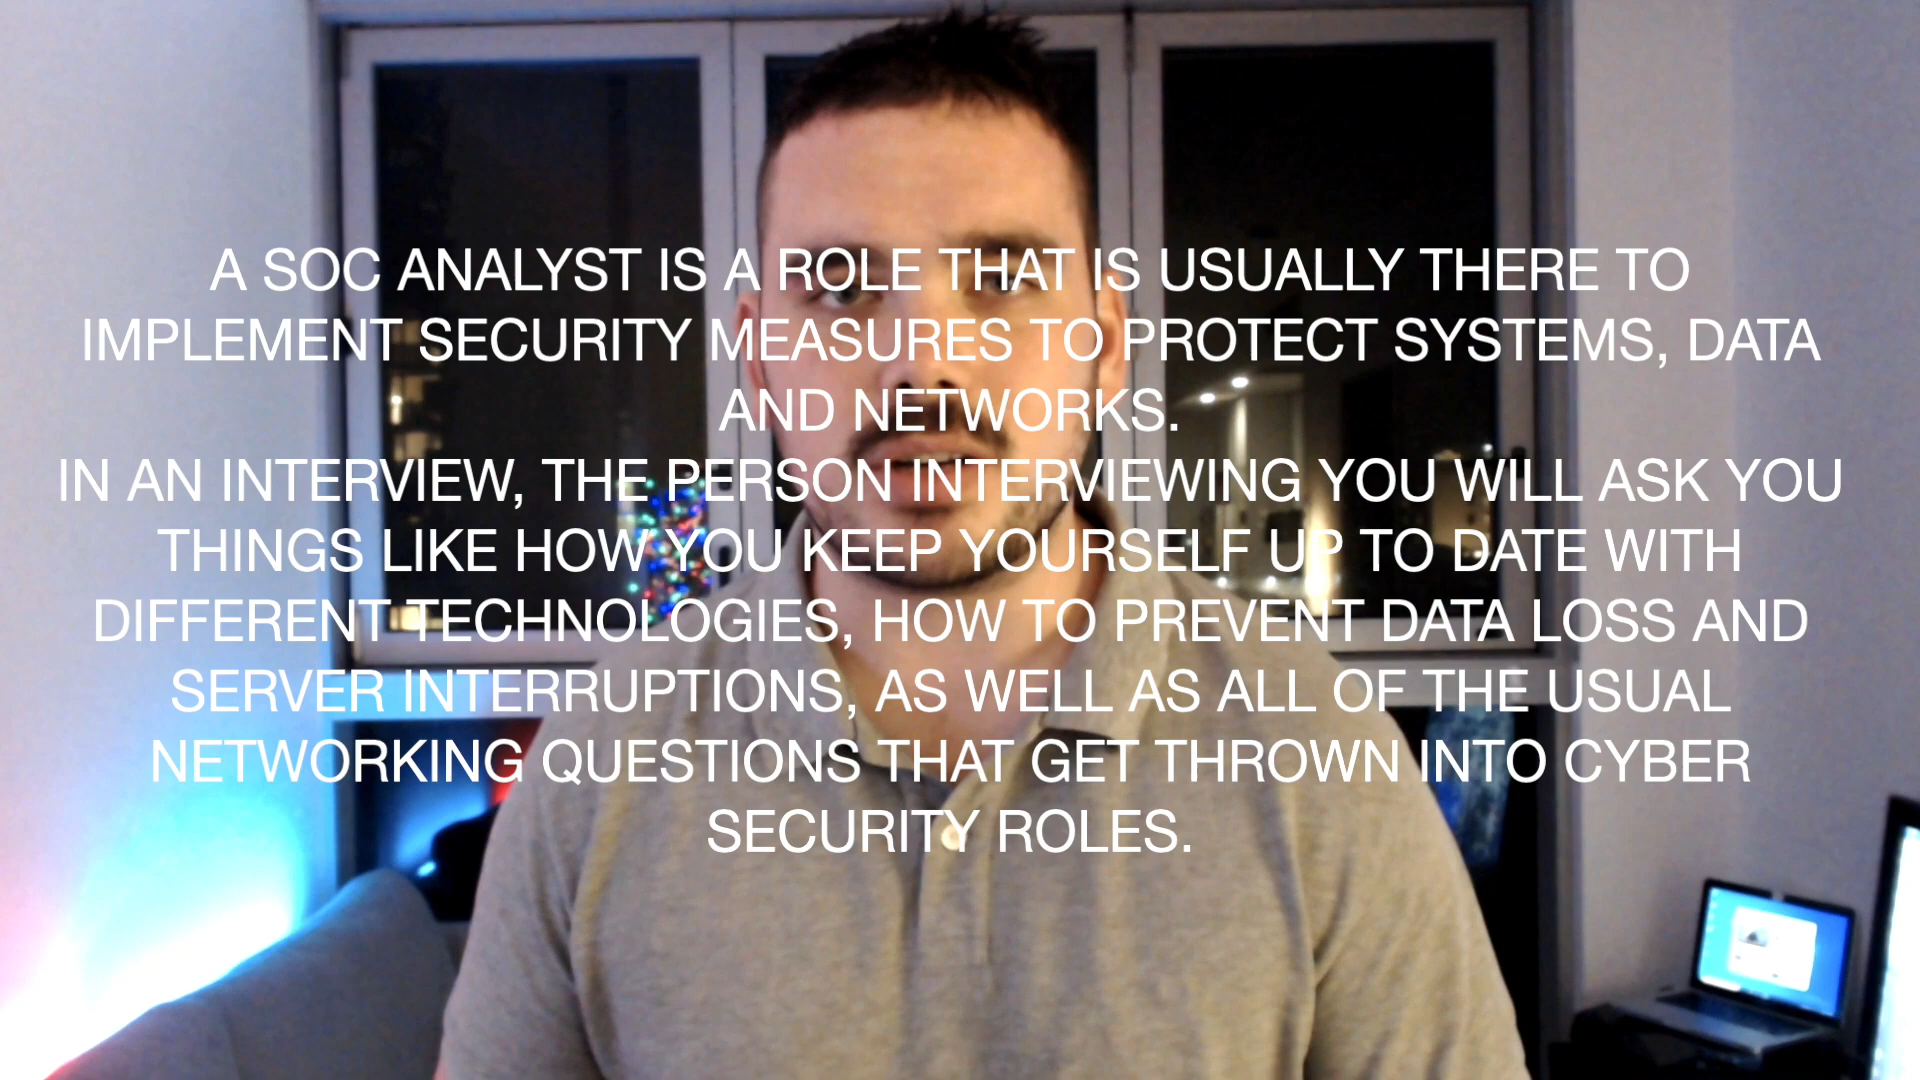 A SOC ANALYST IS A ROLE THAT IS USUALLY THERE TO
IMPLEMENT SECURITY MEASURES TO PROTECT SYSTEMS, DATA
AND NETWORKS.
IN AN INTERVIEW, THE PERSON INTERVIEWING YOU WILL ASK YOU
THINGS LIKE HOW YOU KEEP YOURSELF UP TO DATE WITH
DIFFERENT TECHNOLOGIES, HOW TO PREVENT DATA LOSS AND
SERVER INTERRUPTIONS, AS WELL AS ALL OF THE USUAL
NETWORKING QUESTIONS THAT GET THROWN INTO CYBER
SECURITY ROLES.